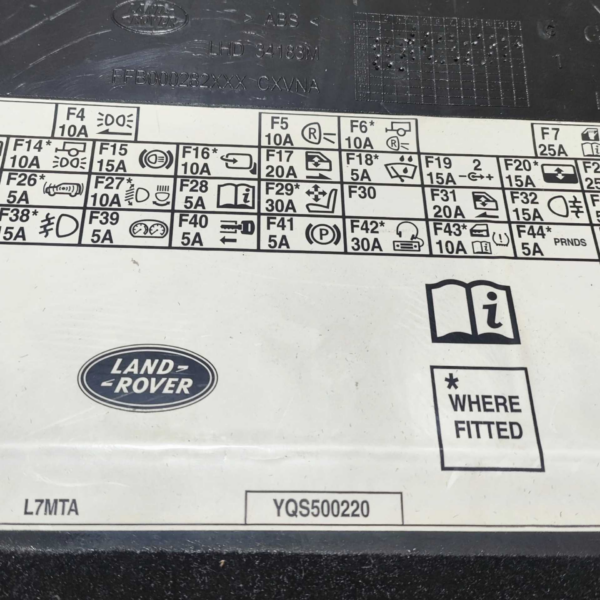 LAND ROVER
> ABS <
LHD
CXVNA
F4
10A
F5
10A
F6*
10A
F7
25A
F14*
10A
F15
15A
F16*
10A
F17
20A
F18*
5A
F19
15A
2
F20*
15A
F26*
5A
F27*
10A
F28
5A
F29*
30A
F30
F31
20A
F32
15A
F38*
15A
F39
5A
F40
5A
F41
5A
F42*
30A
F43*
10A
F44*
5A
PRNDS
LAND-
-ROVER
*
WHERE
FITTED
L7MTA
YQS500220